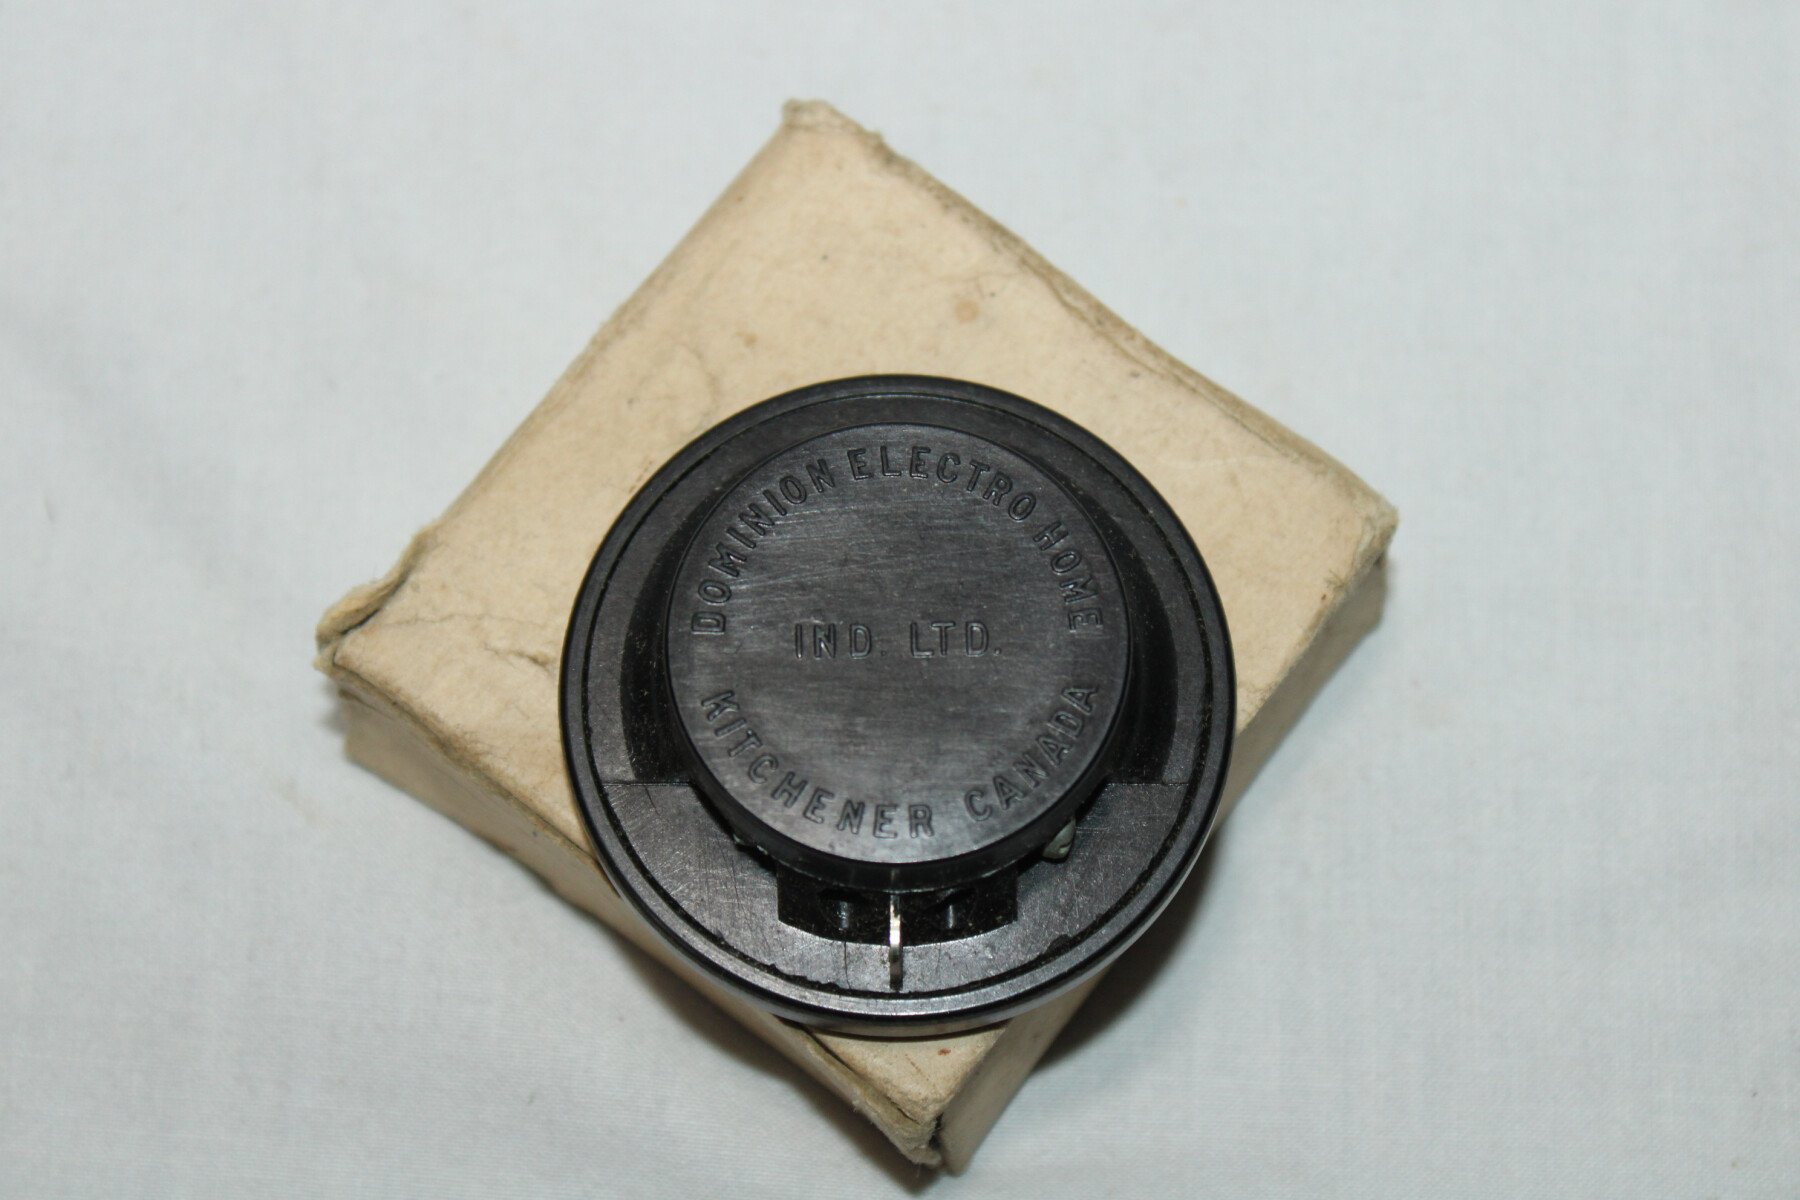 DOMINION ELECTRO HOME
IND. LTD.
KITCHENER CANADA